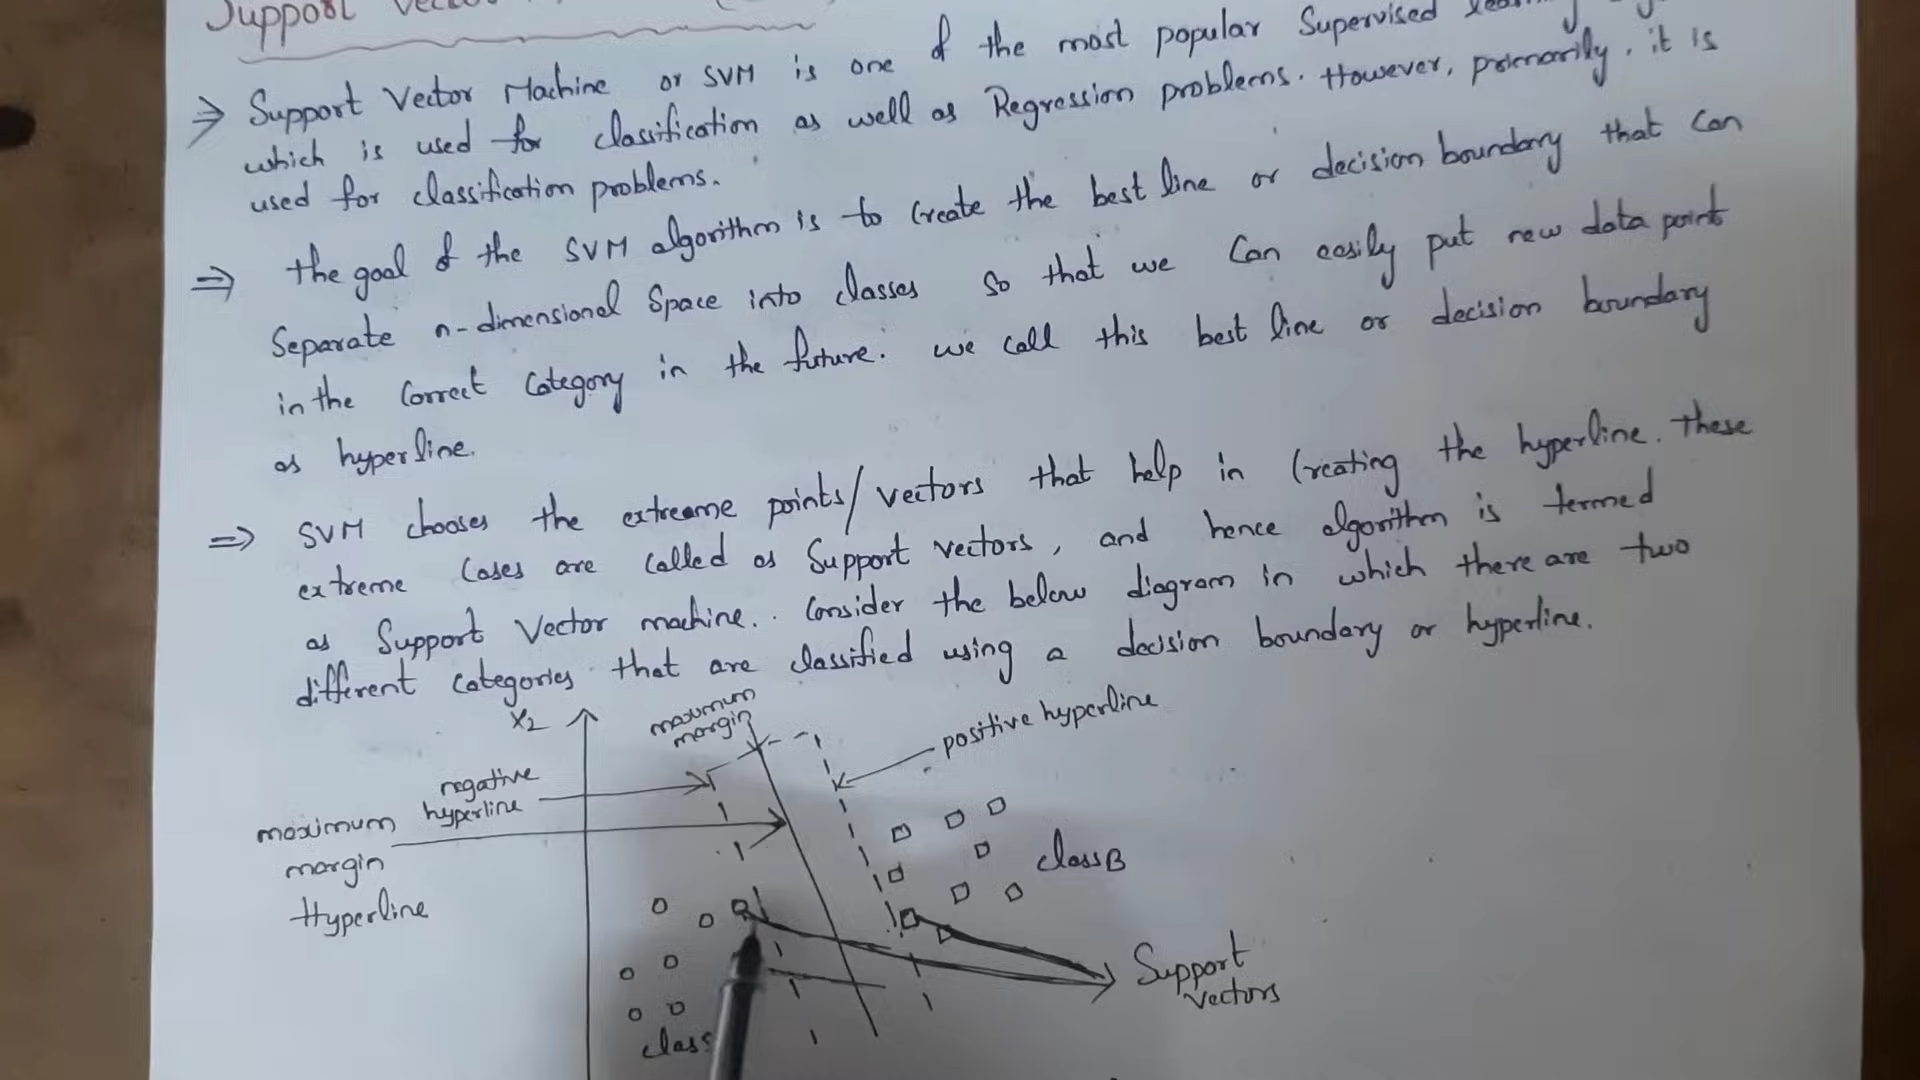 Support Vector
⇒ Support Vector Machine or SVM is one of the most popular Supervised
which is used for classification as well as Regression problems. However, primarily, it is
used for classification problems.
⇒ the goal of the SVM algorithm is to Create the best line or decision boundary that can
Separate n-dimensional Space into classes so that we Can easily put new data point
in the Correct Category in the future. we call this best line or decision boundary
as hyperline.
⇒ SVM chooses the extreame points/vectors that help in Creating the hyperline. These
extreme Cases are Called as Support vectors, and hence algorithm is termed
as Support Vector machine.. Consider the below diagram in which there are two
different Categories that are classified using a decision boundary or hyperline.
X2
maximum
margin
positive hyperline
negative
hyperline
maximum
margin
Hyperline
class B
Support
vectors
class